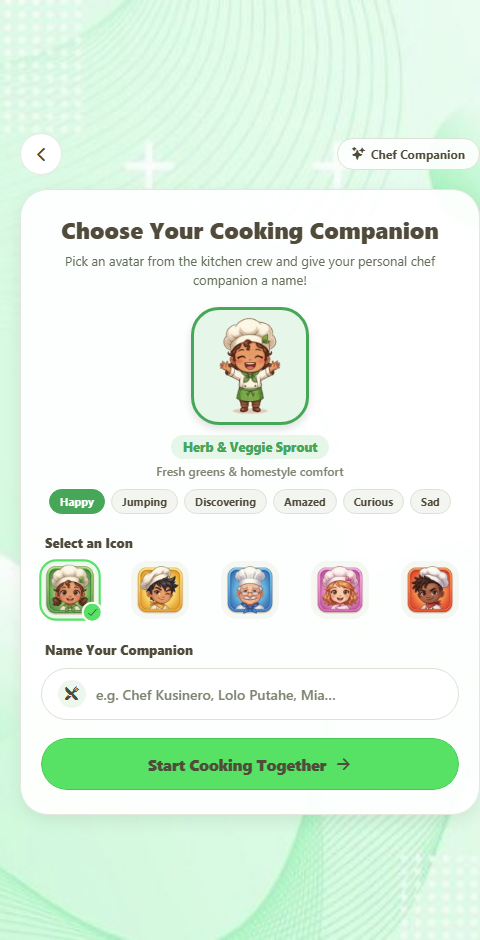 Chef Companion
Choose Your Cooking Companion
Pick an avatar from the kitchen crew and give your personal chef
companion a name!
Herb & Veggie Sprout
Fresh greens & homestyle comfort
Happy
Jumping
Discovering
Amazed
Curious
Sad
Select an Icon
Name Your Companion
e.g. Chef Kusinero, Lolo Putahe, Mia...
Start Cooking Together